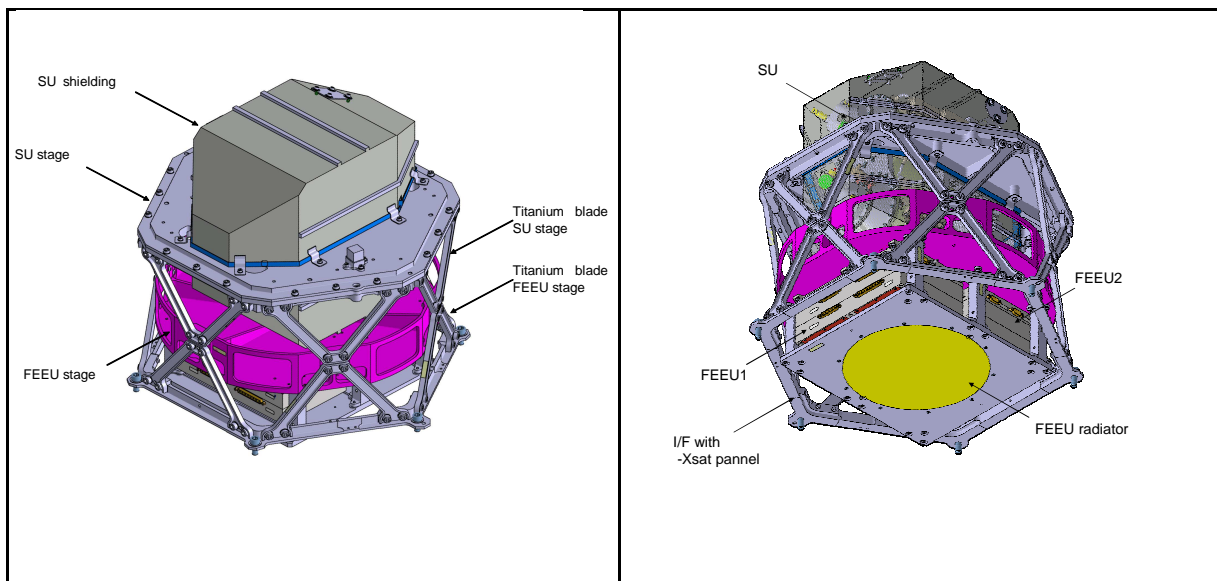 SU shielding
SU stage
Titanium blade
SU stage
Titanium blade
FEEU stage
FEEU stage
SU
FEEU2
FEEU1
FEEU radiator
I/F with
-Xsat pannel